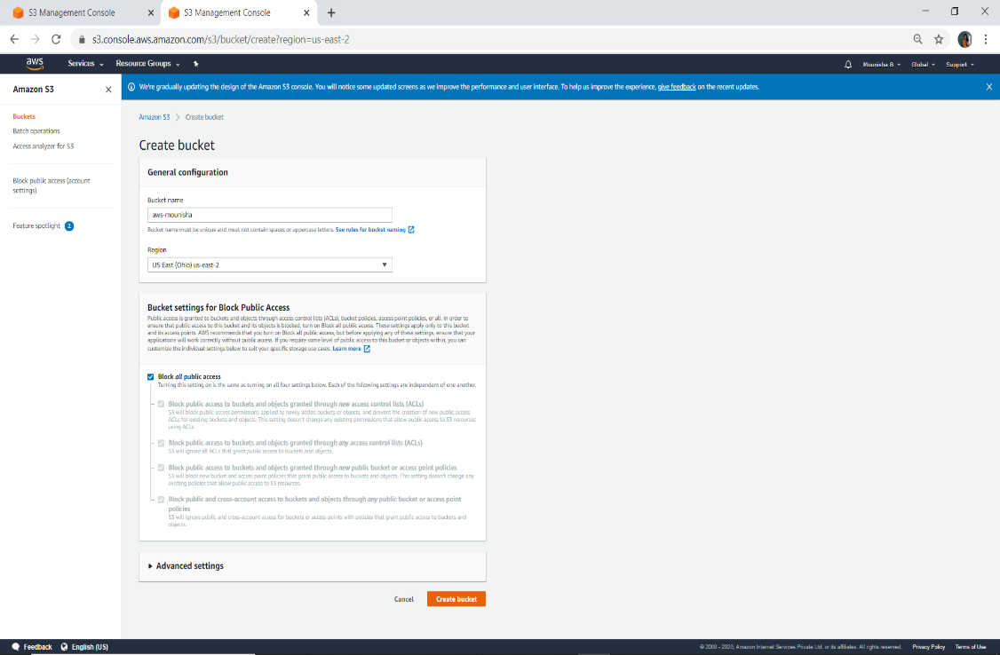 S3 Management Console
S3 Management Console
s3.console.aws.amazon.com/s3/bucket/create?region=us-east-2
aws
Services
Resource Groups
Mounisha B
Global
Support
Amazon S3
We're gradually updating the design of the Amazon S3 console. You will notice some updated screens as we improve the performance and user interface. To help us improve the experience, give feedback on the recent updates.
Buckets
Batch operations
Access analyzer for S3
Block public access (account
settings)
Feature spotlight 2
Amazon S3 > Create bucket
Create bucket
General configuration
Bucket name
aws-mounisha
Bucket name must be unique and must not contain spaces or uppercase letters. See rules for bucket naming
Region
US East (Ohio) us-east-2
Bucket settings for Block Public Access
Public access is granted to buckets and objects through access control lists (ACLs), bucket policies, access point policies, or all. In order to
ensure that public access to this bucket and its objects is blocked, turn on Block all public access. These settings apply only to this bucket
and its access points. AWS recommends that you turn on Block all public access, but before applying any of these settings, ensure that your
applications will work correctly without public access. If you require some level of public access to this bucket or objects within, you can
customize the individual settings below to suit your specific storage use cases. Learn more
Block all public access
Turning this setting on is the same as turning on all four settings below. Each of the following settings are independent of one another.
Block public access to buckets and objects granted through new access control lists (ACLs)
S3 will block public access permissions applied to newly added buckets or objects, and prevent the creation of new public access
ACLs for existing buckets and objects. This setting doesn't change any existing permissions that allow public access to S3 resources
using ACLs.
Block public access to buckets and objects granted through any access control lists (ACLs)
S3 will ignore all ACLs that grant public access to buckets and objects.
Block public access to buckets and objects granted through new public bucket or access point policies
S3 will block new bucket and access point policies that grant public access to buckets and objects. This setting doesn't change any
existing policies that allow public access to S3 resources.
Block public and cross-account access to buckets and objects through any public bucket or access point
policies
S3 will ignore public and cross-account access for buckets or access points with policies that grant public access to buckets and
objects.
Advanced settings
Cancel
Create bucket
Feedback
English (US)
© 2008 - 2020, Amazon Internet Services Private Ltd. or its affiliates. All rights reserved.
Privacy Policy
Terms of Use